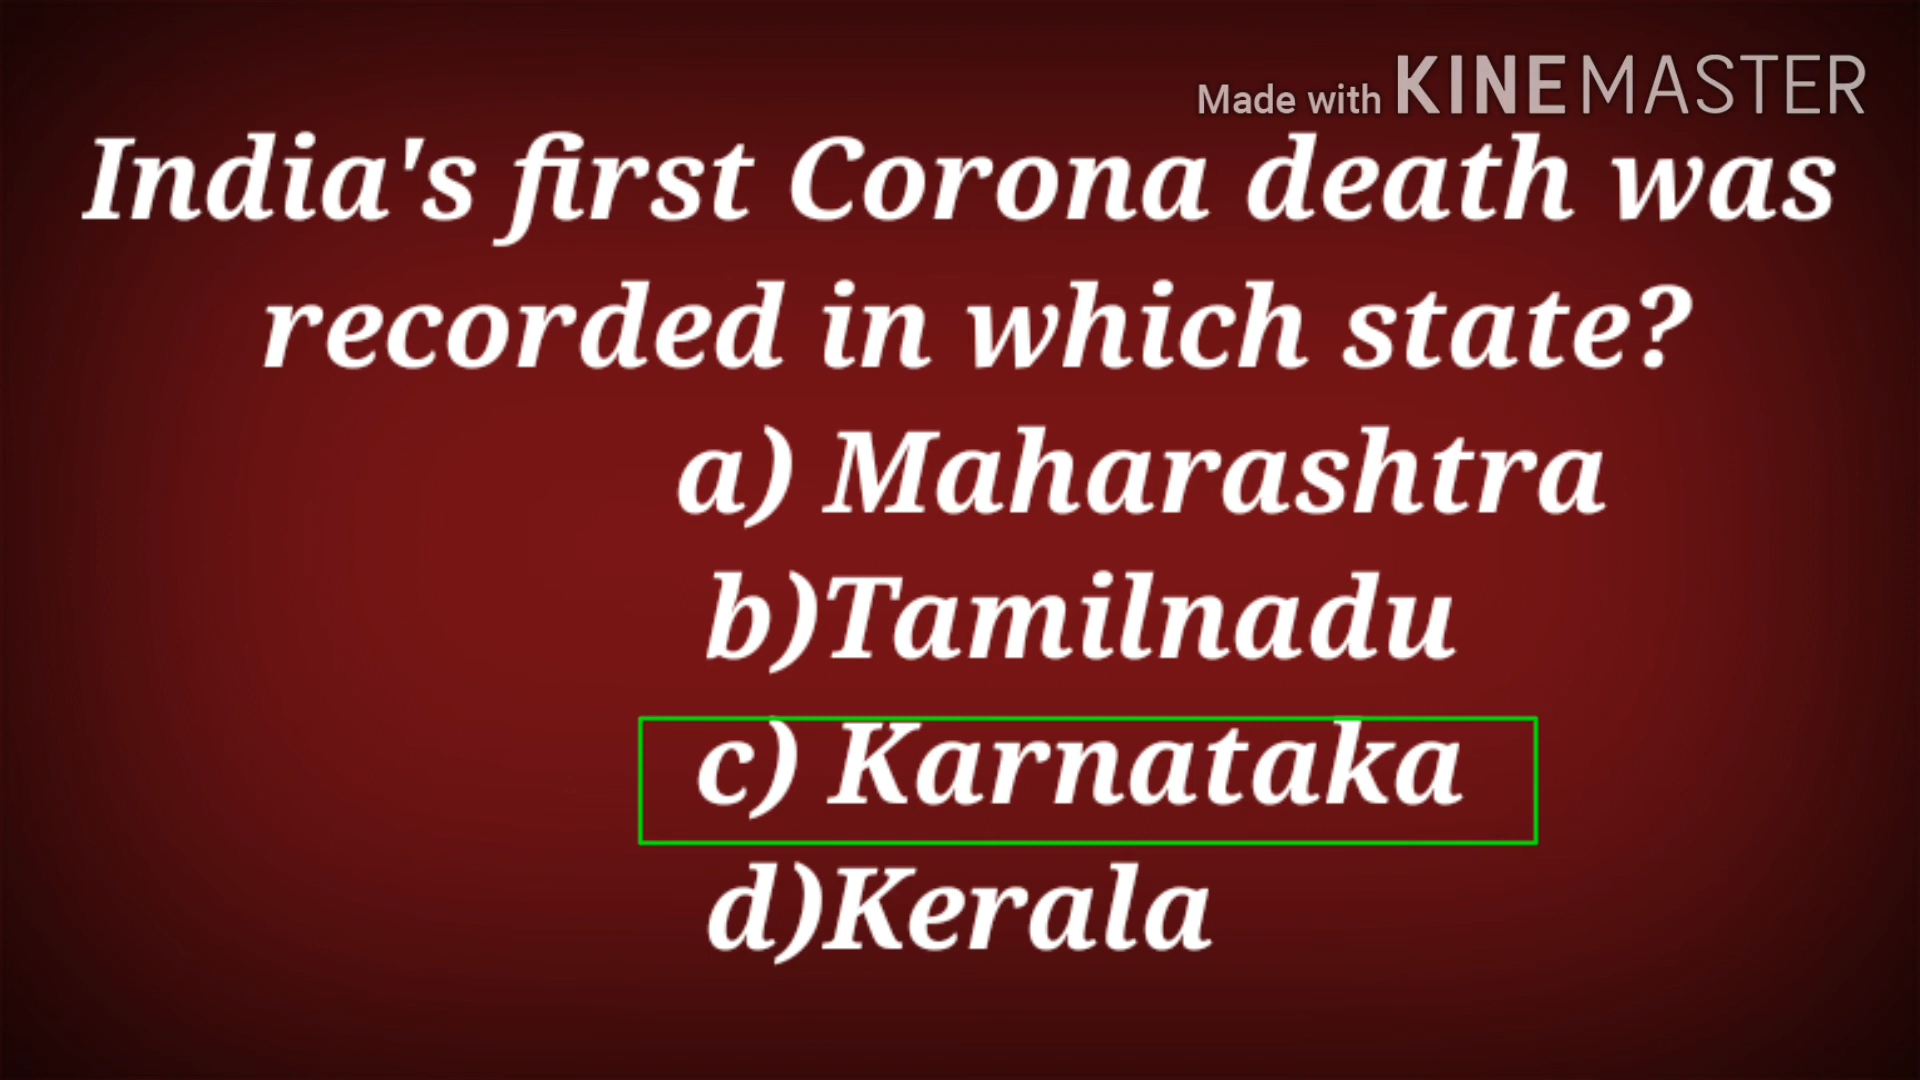 Made with KINEMASTER
India's first Corona death was
recorded in which state?
a) Maharashtra
b)Tamilnadu
c) Karnataka
d)Kerala